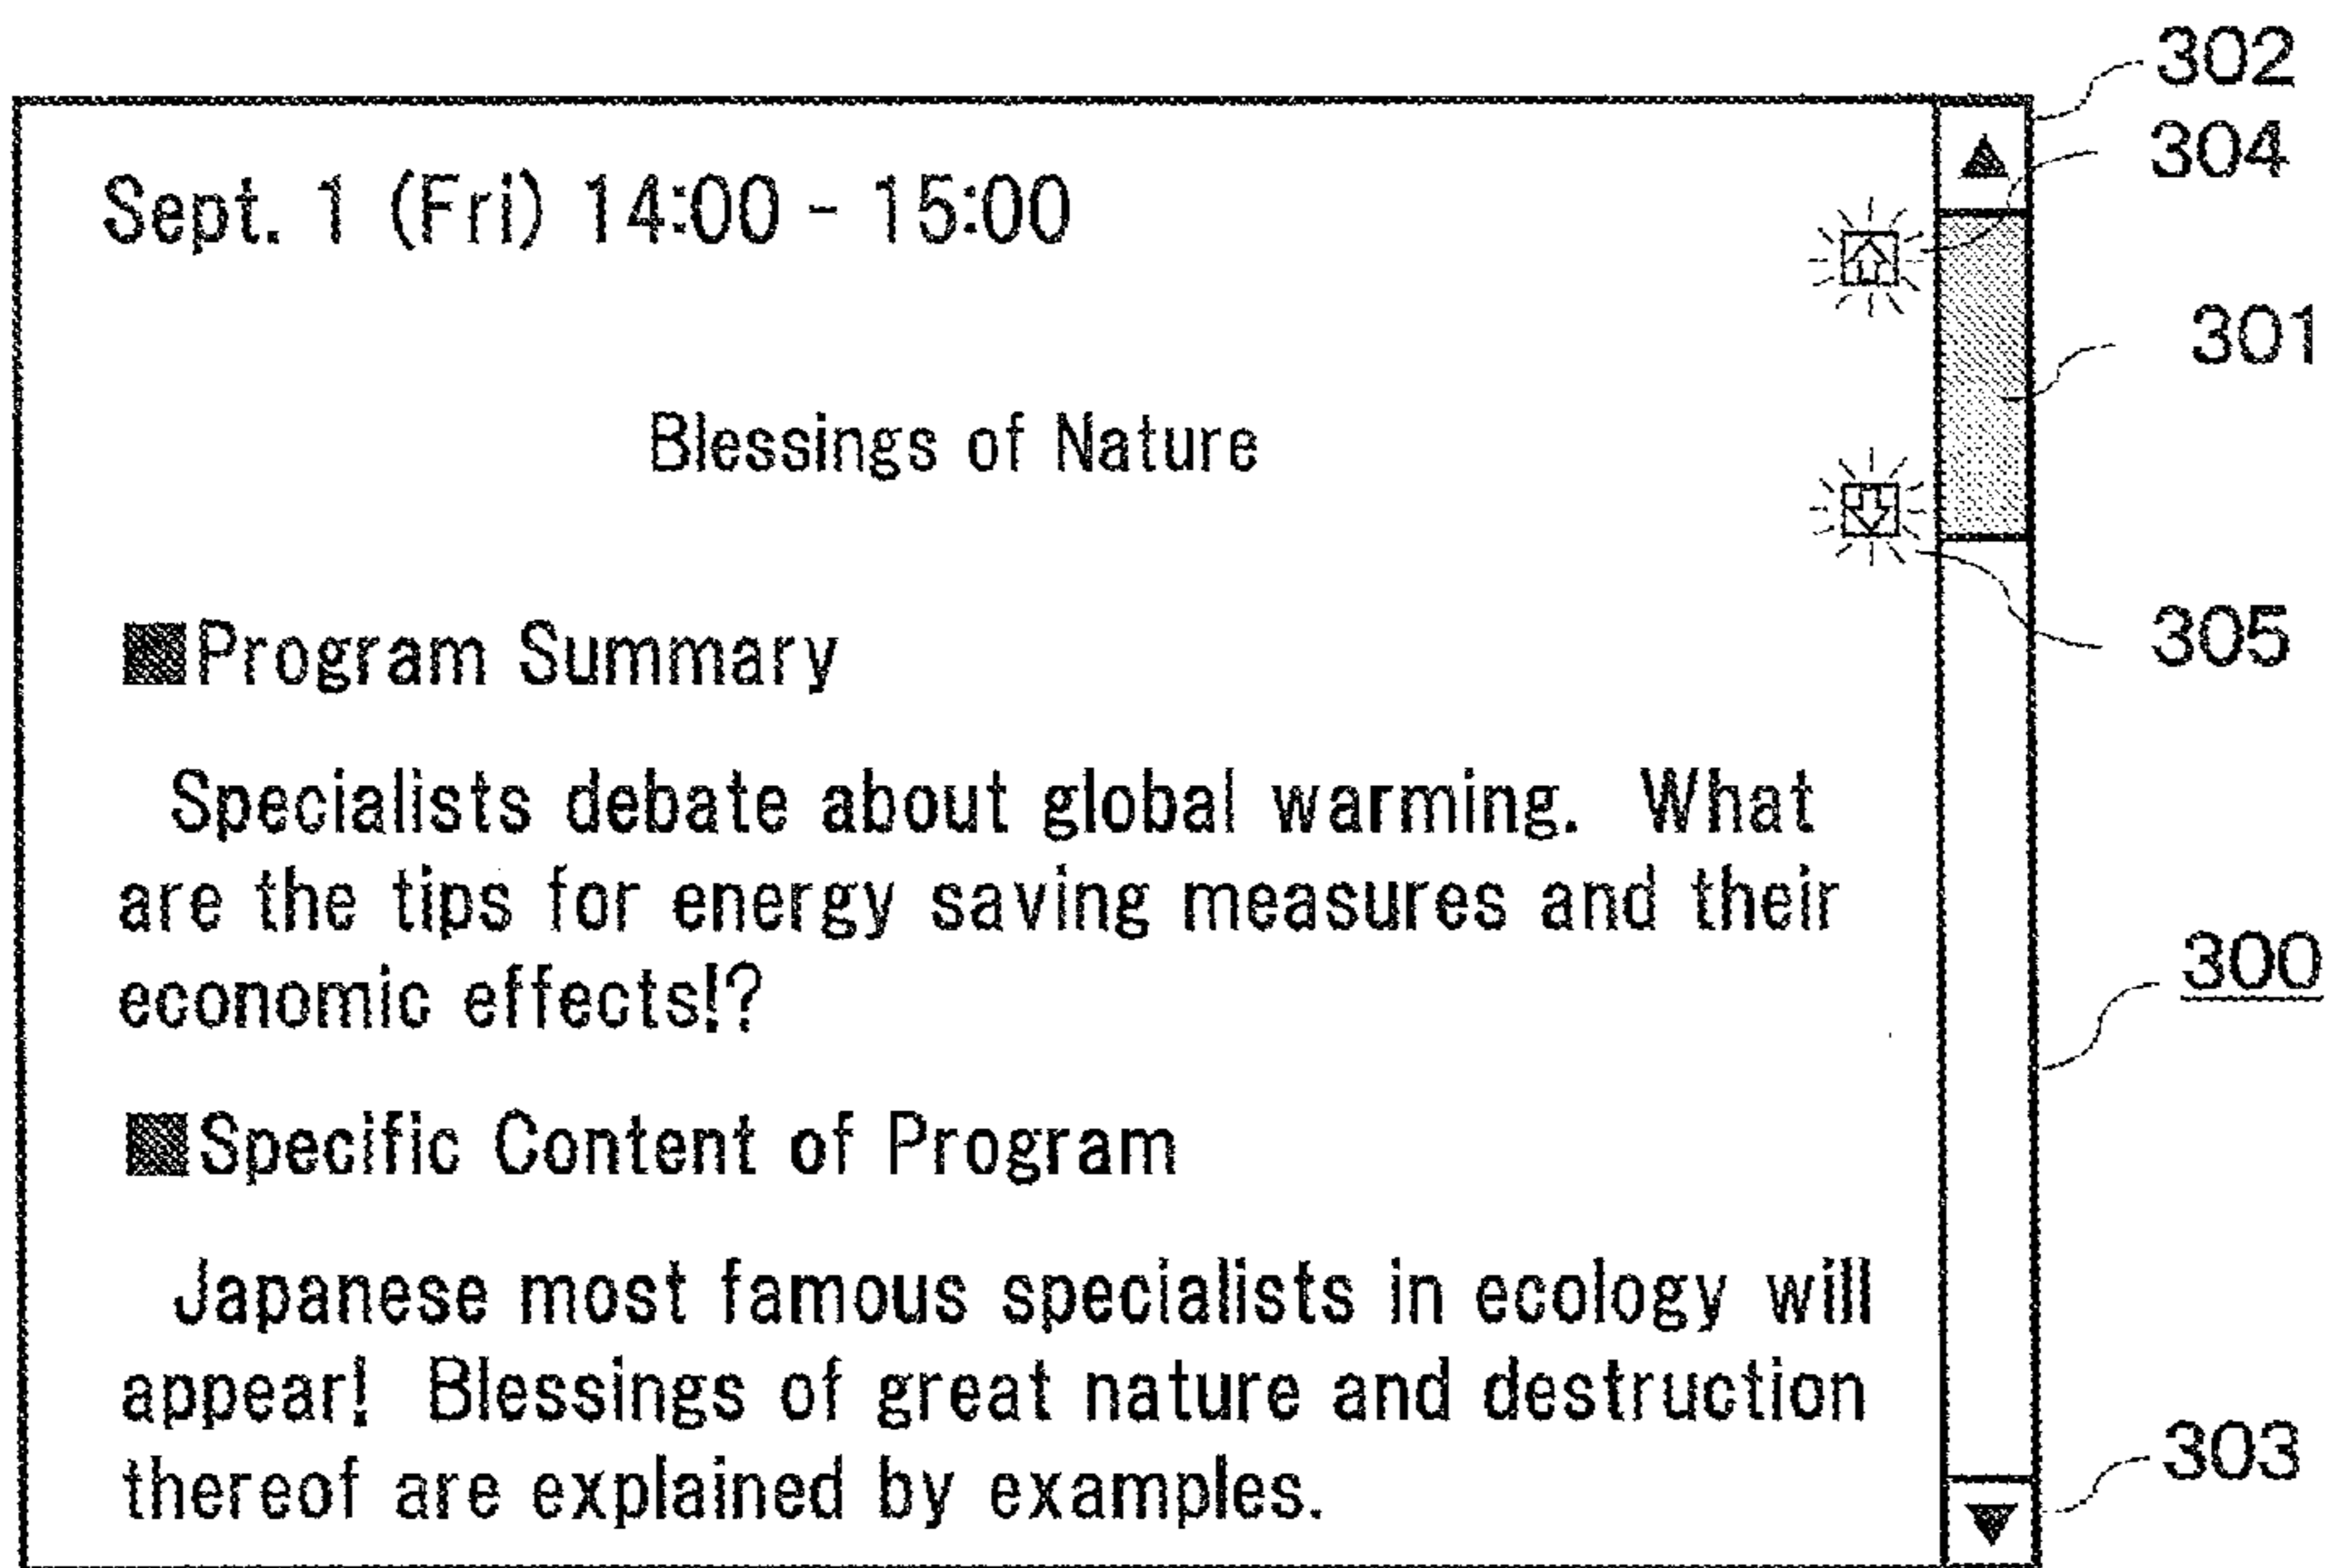 302
304
Sept. 1 (Fri) 14:00 - 15:00
301
Blessings of Nature
305
■Program Summary
Specialists debate about global warming. What
are the tips for energy saving measures and their
economic effects!?
300
■Specific Content of Program
Japanese most famous specialists in ecology will
appear! Blessings of great nature and destruction
thereof are explained by examples.
303